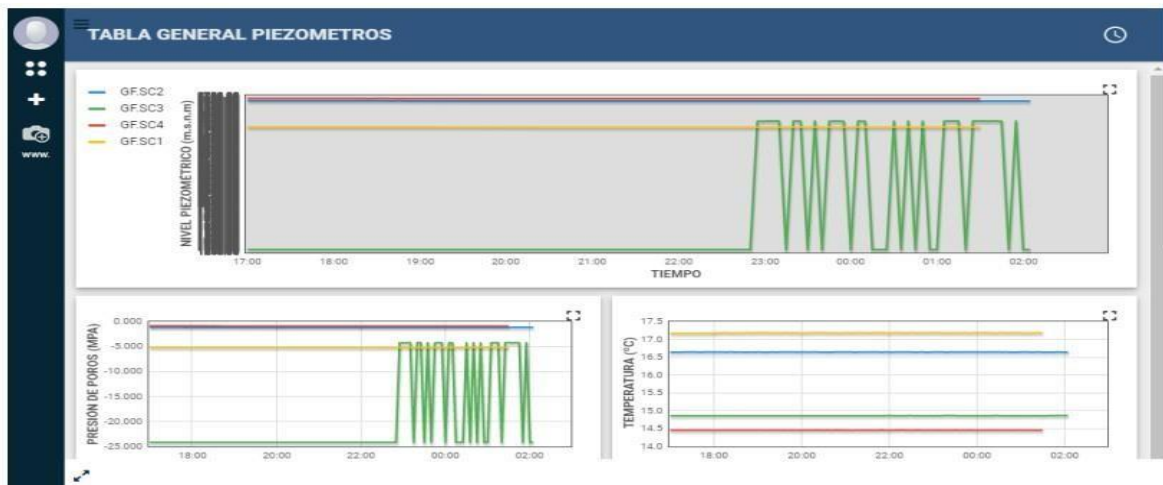 TABLA GENERAL PIEZOMETROS
www.
GF.SC2
GF.SC3
GF.SC4
GF.SC1
NIVEL PIEZOMÉTRICO (m.s.n.m)
17:00 18:00 19:00 20:00 21:00 22:00 23:00 00:00 01:00 02:00
TIEMPO
PRESIÓN DE POROS (MPA)
0.000
-5.000
-10.000
-15.000
-20.000
-25.000
18:00 20:00 22:00 00:00 02:00
TEMPERATURA (ºC)
17.5
17.0
16.5
16.0
15.5
15.0
14.5
14.0
18:00 20:00 22:00 00:00 02:00